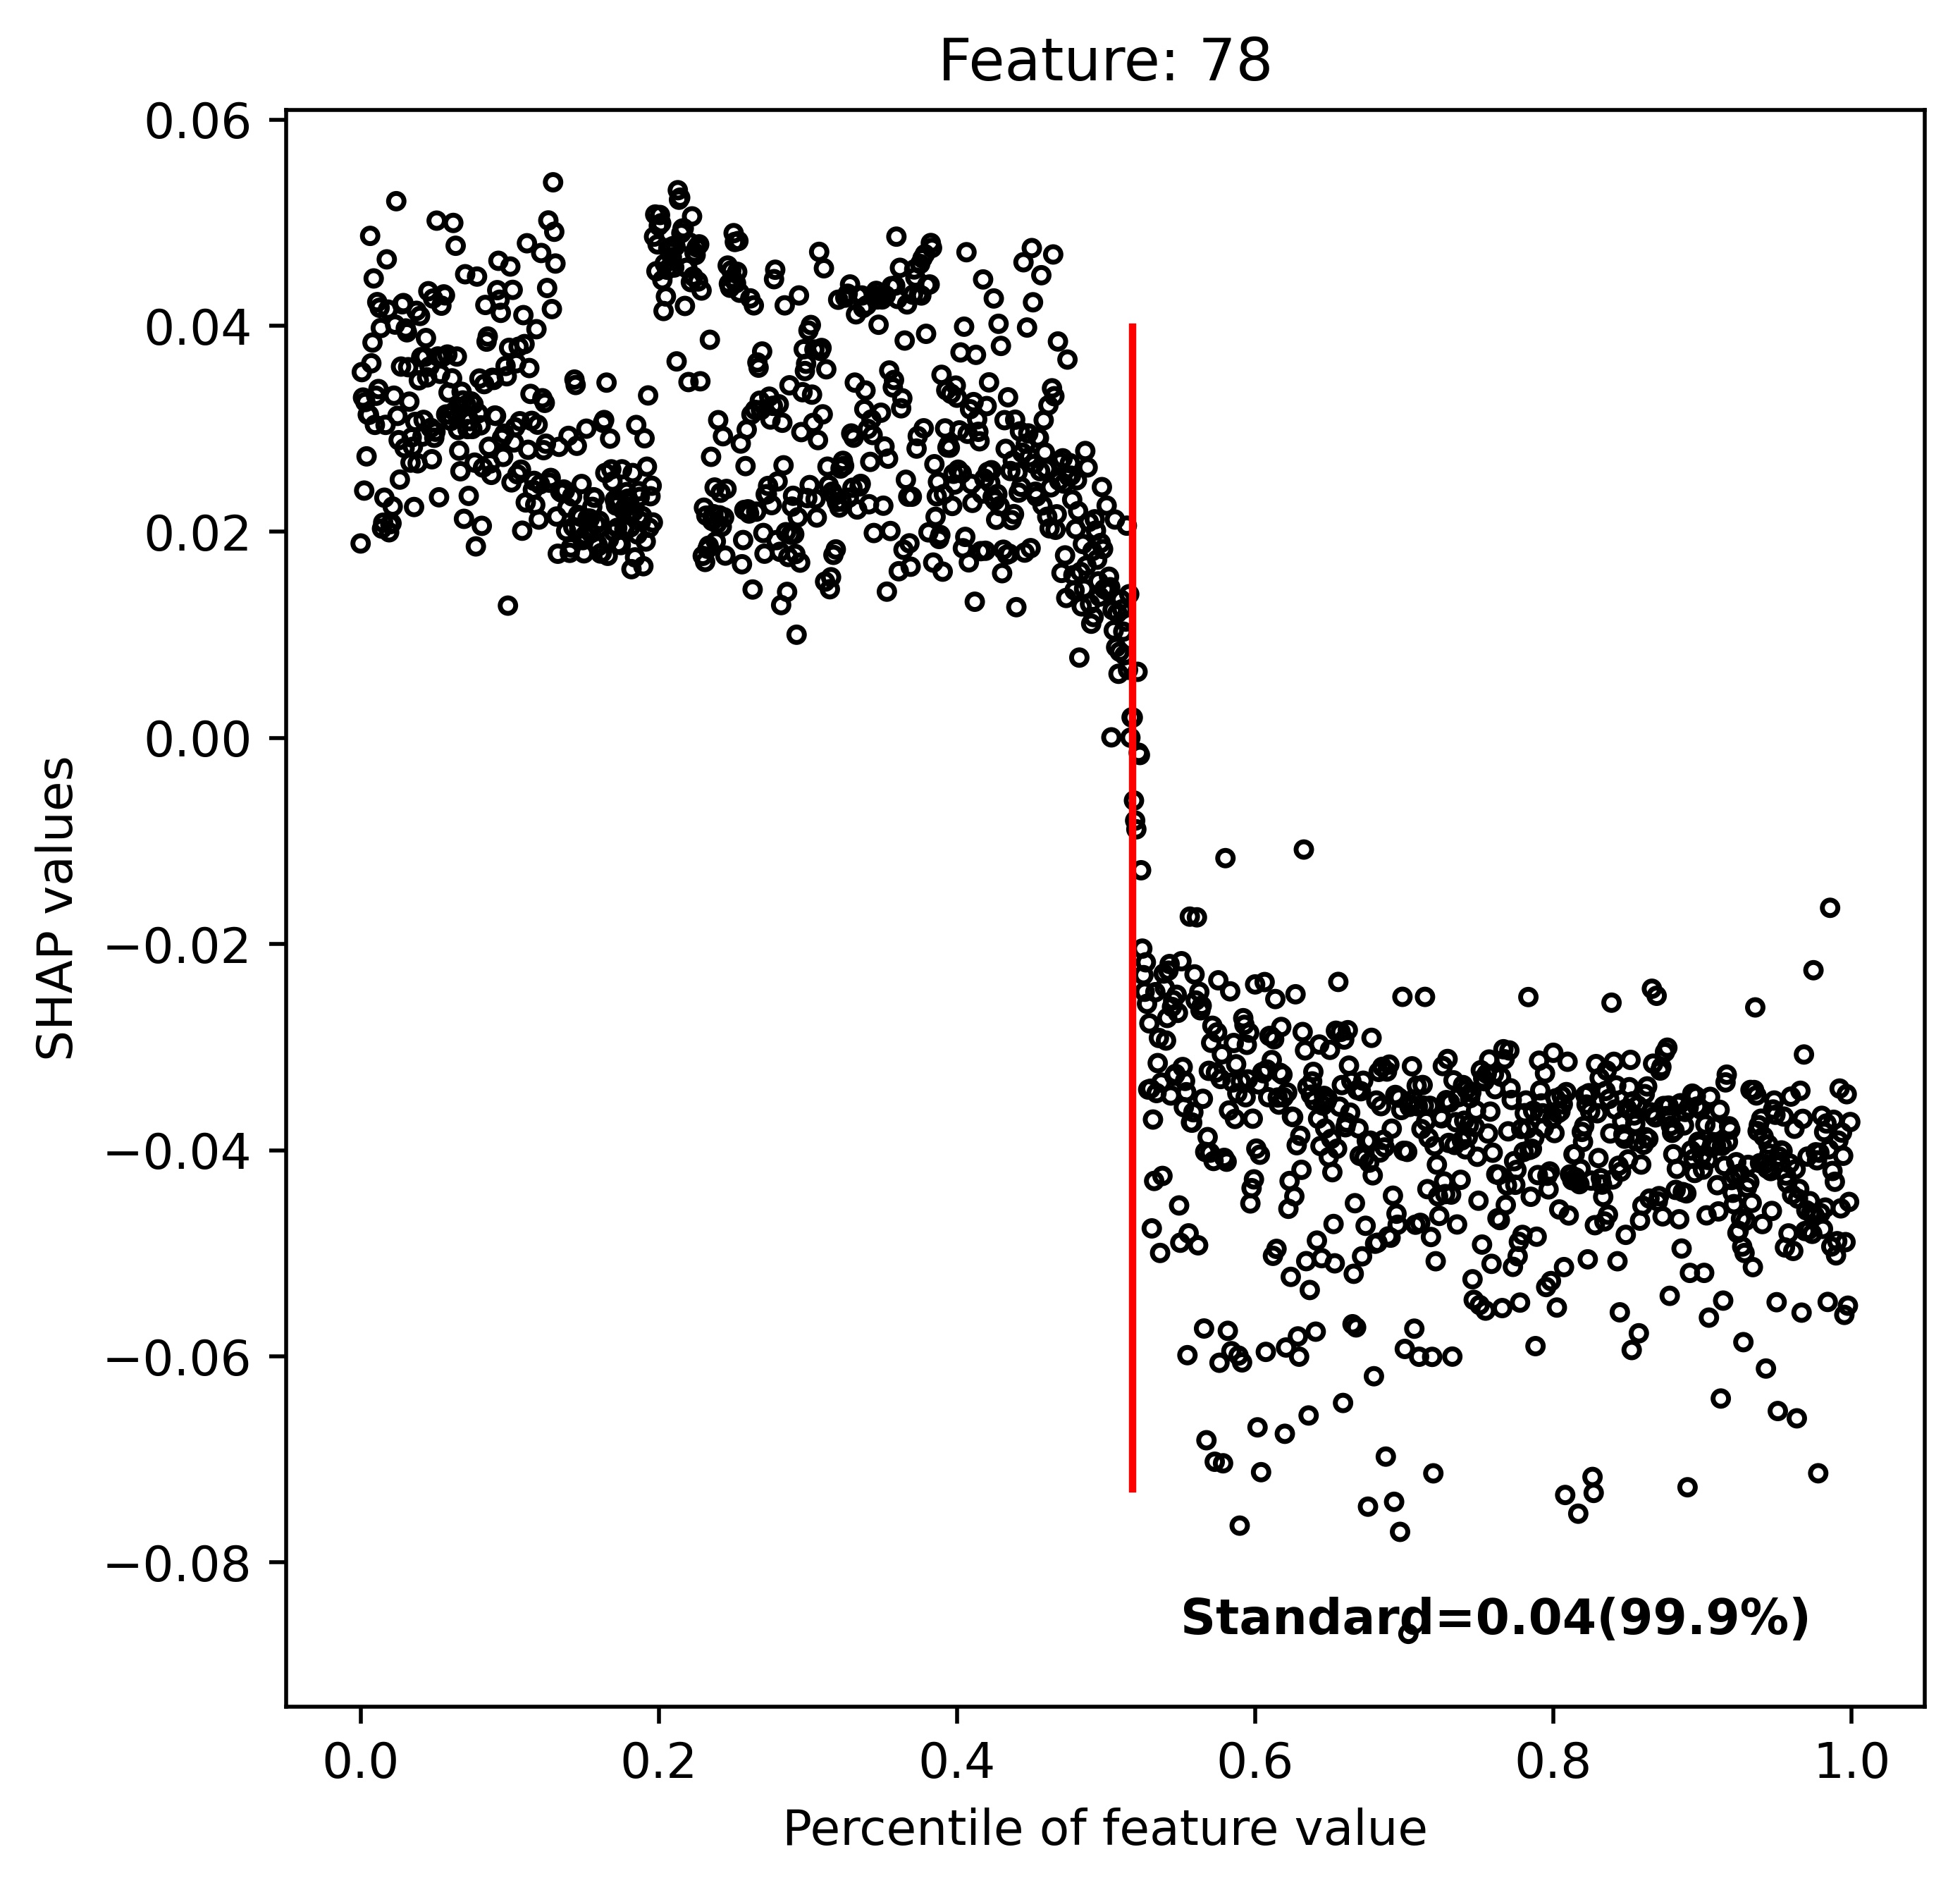 Feature: 78
0.06
0.04
0.02
0.00
−0.02
−0.04
−0.06
−0.08
SHAP values
Standard=0.04(99.9%)
0.0 0.2 0.4 0.6 0.8 1.0
Percentile of feature value